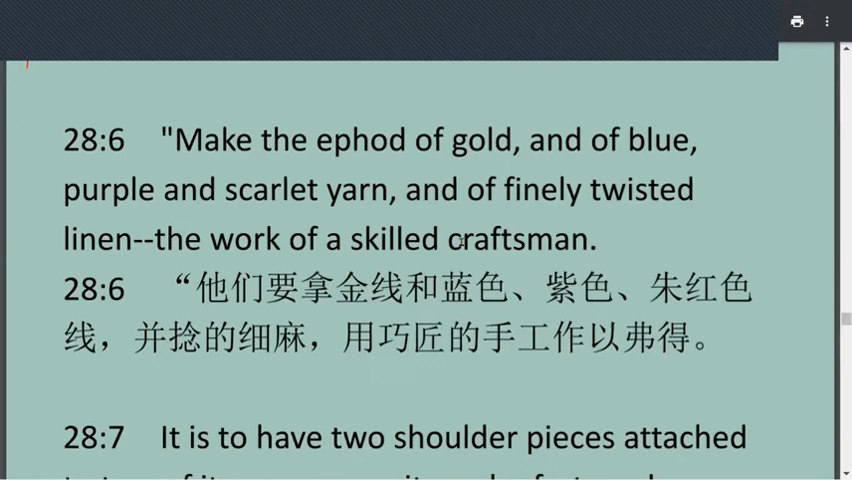 28:6 "Make the ephod of gold, and of blue,
purple and scarlet yarn, and of finely twisted
linen--the work of a skilled craftsman.
28:6 “他们要拿金线和蓝色、紫色、朱红色
线，并捻的细麻，用巧匠的手工作以弗得。
28:7 It is to have two shoulder pieces attached